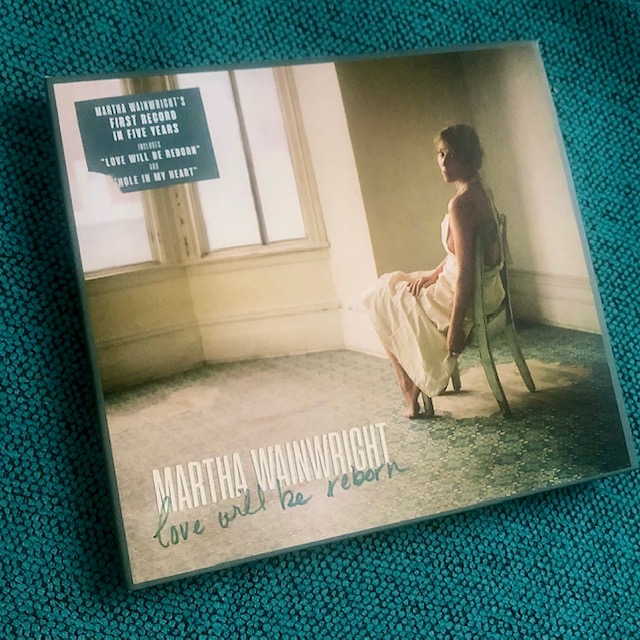 MARTHA WAINWRIGHT'S
FIRST RECORD
IN FIVE YEARS
INCLUDES
"LOVE WILL BE REBORN"
AND
OLE IN MY HEART"
MARTHA WAINWRIGHT
love will be reborn